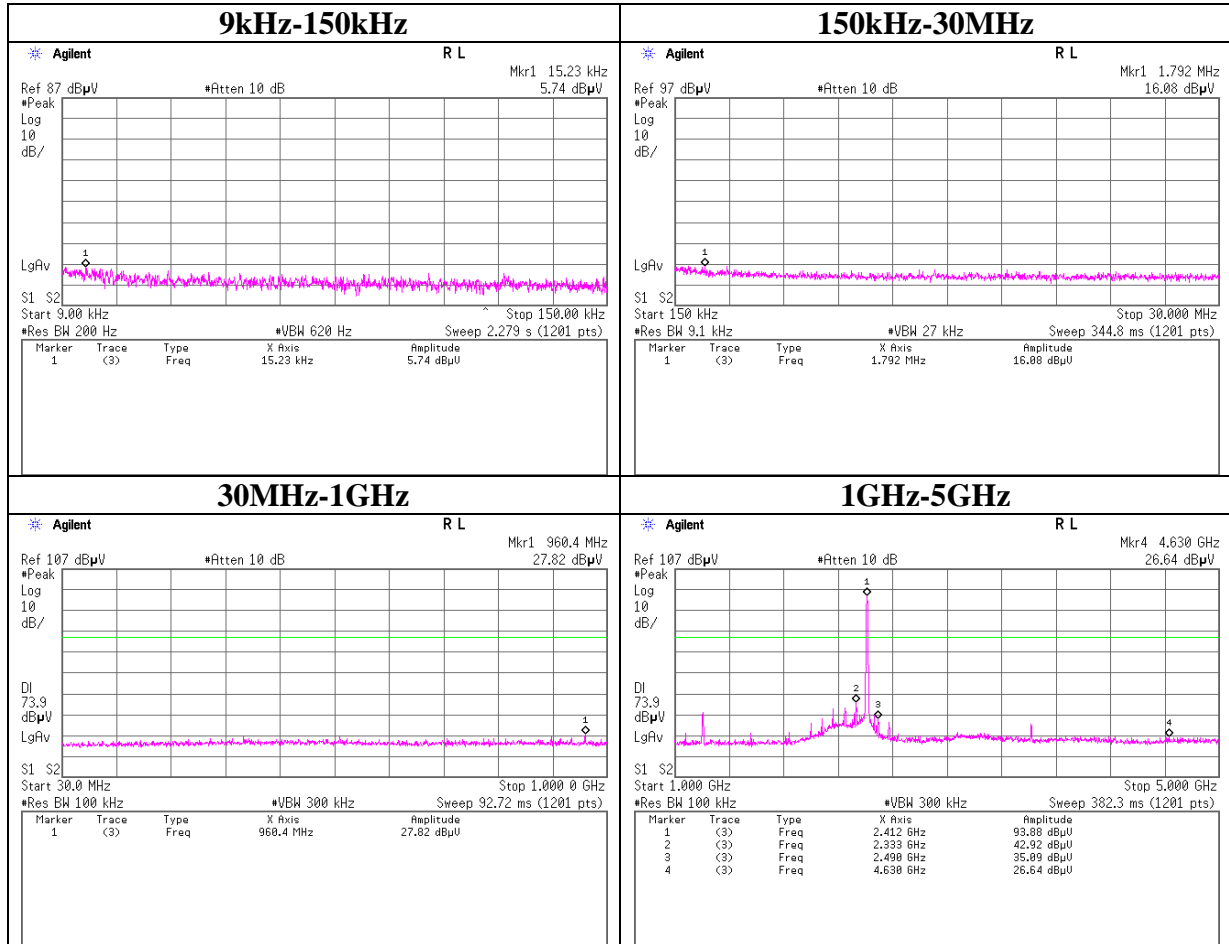 9kHz-150kHz
Agilent R L
Mkr1 15.23 kHz
Ref 87 dBµV #Atten 10 dB 5.74 dBµV
#Peak
Log
10
dB/
1
LgAv
S1 S2
Start 9.00 kHz ^ Stop 150.00 kHz
#Res BW 200 Hz #VBW 620 Hz Sweep 2.279 s (1201 pts)
Marker Trace Type X Axis Amplitude
1 (3) Freq 15.23 kHz 5.74 dBµV
150kHz-30MHz
Agilent R L
Mkr1 1.792 MHz
Ref 97 dBµV #Atten 10 dB 16.08 dBµV
#Peak
Log
10
dB/
1
LgAv
S1 S2
Start 150 kHz Stop 30.000 MHz
#Res BW 9.1 kHz #VBW 27 kHz Sweep 344.8 ms (1201 pts)
Marker Trace Type X Axis Amplitude
1 (3) Freq 1.792 MHz 16.08 dBµV
30MHz-1GHz
Agilent R L
Mkr1 960.4 MHz
Ref 107 dBµV #Atten 10 dB 27.82 dBµV
#Peak
Log
10
dB/
DI
73.9
dBµV
1
LgAv
S1 S2
Start 30.0 MHz Stop 1.000 0 GHz
#Res BW 100 kHz #VBW 300 kHz Sweep 92.72 ms (1201 pts)
Marker Trace Type X Axis Amplitude
1 (3) Freq 960.4 MHz 27.82 dBµV
1GHz-5GHz
Agilent R L
Mkr4 4.630 GHz
Ref 107 dBµV #Atten 10 dB 26.64 dBµV
#Peak
1
Log
10
dB/
DI
2
73.9
3
dBµV
4
LgAv
S1 S2
Start 1.000 GHz Stop 5.000 GHz
#Res BW 100 kHz #VBW 300 kHz Sweep 382.3 ms (1201 pts)
Marker Trace Type X Axis Amplitude
1 (3) Freq 2.412 GHz 93.88 dBµV
2 (3) Freq 2.333 GHz 42.92 dBµV
3 (3) Freq 2.490 GHz 35.09 dBµV
4 (3) Freq 4.630 GHz 26.64 dBµV